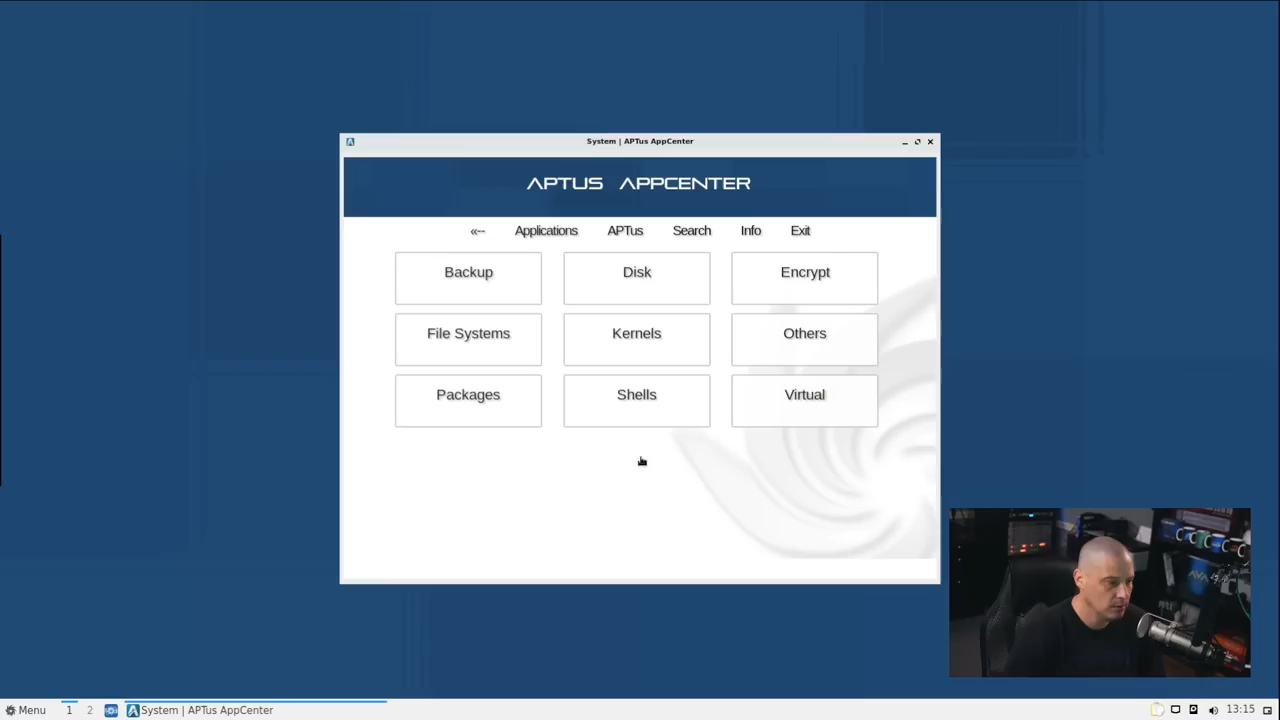 System | APTus AppCenter
APTUS APPCENTER
«-- Applications APTus Search Info Exit
Backup Disk Encrypt
File Systems Kernels Others
Packages Shells Virtual
Menu 1 2 System | APTus AppCenter 13:15